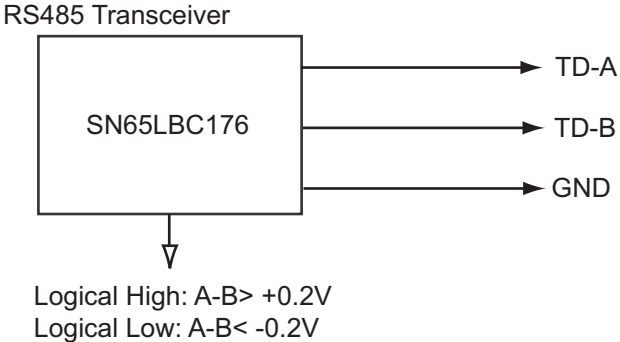 RS485 Transceiver
SN65LBC176
TD-A
TD-B
GND
Logical High: A-B> +0.2V
Logical Low: A-B< -0.2V